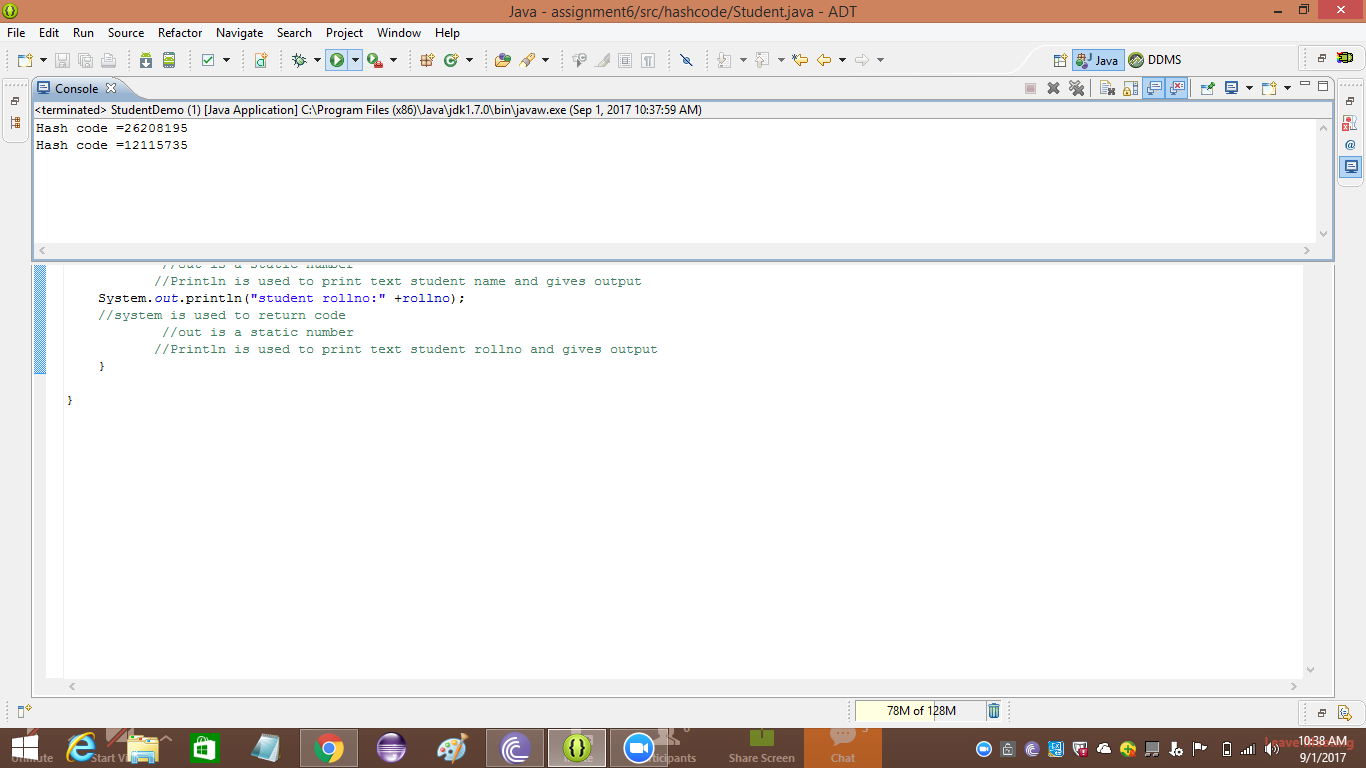 Java - assignment6/src/hashcode/Student.java - ADT
File Edit Run Source Refactor Navigate Search Project Window Help
Java DDMS
Console
<terminated> StudentDemo (1) [Java Application] C:\Program Files (x86)\Java\jdk1.7.0\bin\javaw.exe (Sep 1, 2017 10:37:59 AM)
Hash code =26208195
Hash code =12115735
//out is a static number
//Println is used to print text student name and gives output
System.out.println("student rollno:" +rollno);
//system is used to return code
//out is a static number
//Println is used to print text student rollno and gives output
}
}
78M of 128M
Start Share Screen Chat
10:38 AM
9/1/2017